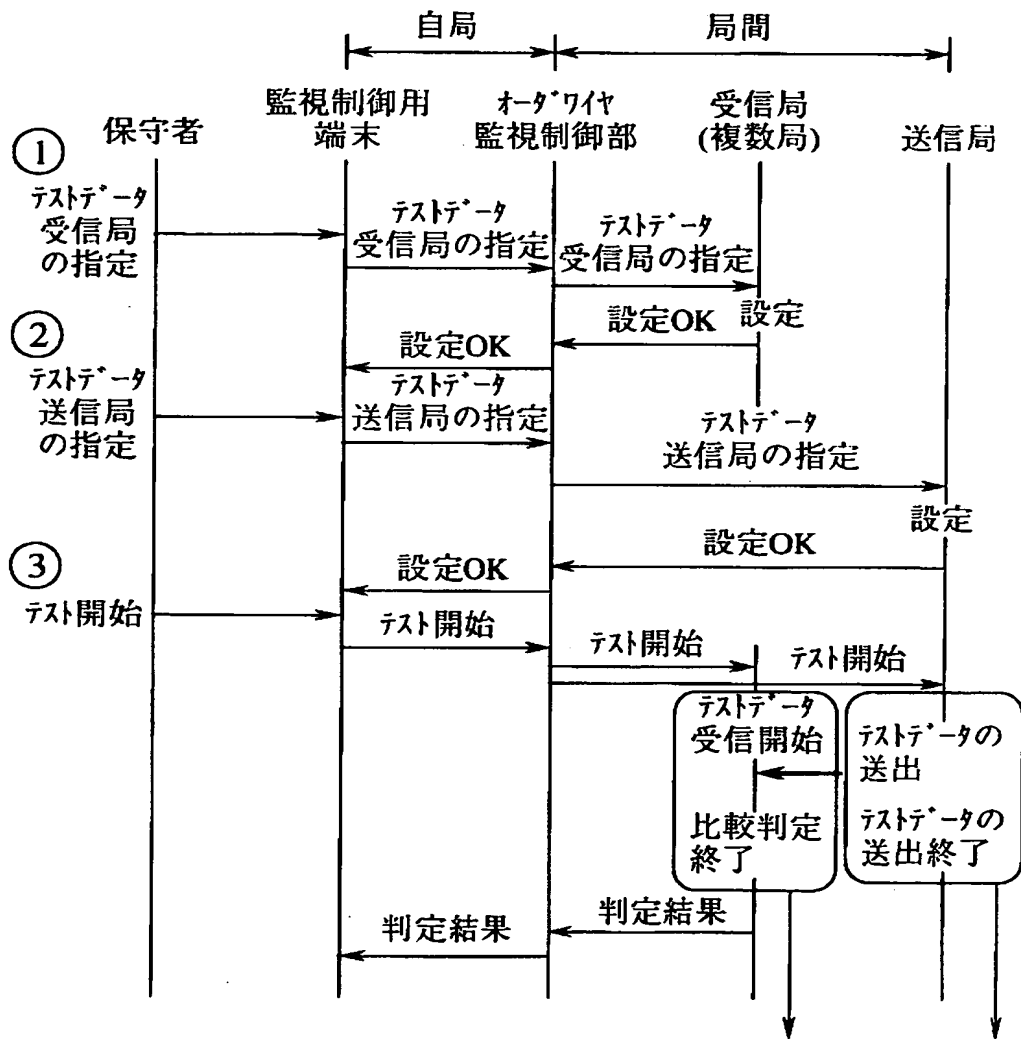 自局
局間
保守者
監視制御用
端末
オーダワイヤ
監視制御部
受信局
(複数局)
送信局
①
テストデータ
受信局
の指定
テストデータ
受信局の指定
テストデータ
受信局の指定
設定
設定OK
設定OK
②
テストデータ
送信局
の指定
テストデータ
送信局の指定
テストデータ
送信局の指定
設定
設定OK
設定OK
③
テスト開始
テスト開始
テスト開始
テスト開始
テストデータ
受信開始
テストデータの
送出
比較判定
終了
テストデータの
送出終了
判定結果
判定結果